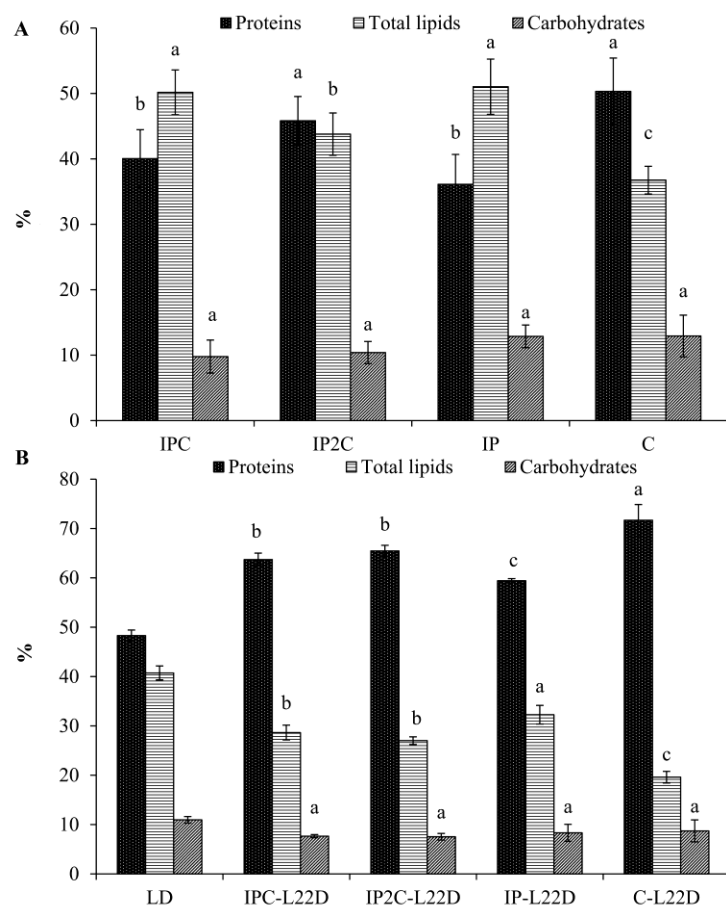 A
Proteins Total lipids Carbohydrates
60
50
40
30
20
10
0
%
b a a
a b a
b a a
a c a
IPC IP2C IP C
B
Proteins Total lipids Carbohydrates
80
70
60
50
40
30
20
10
0
%
b b a
b b a
c a a
a c a
LD IPC-L22D IP2C-L22D IP-L22D C-L22D